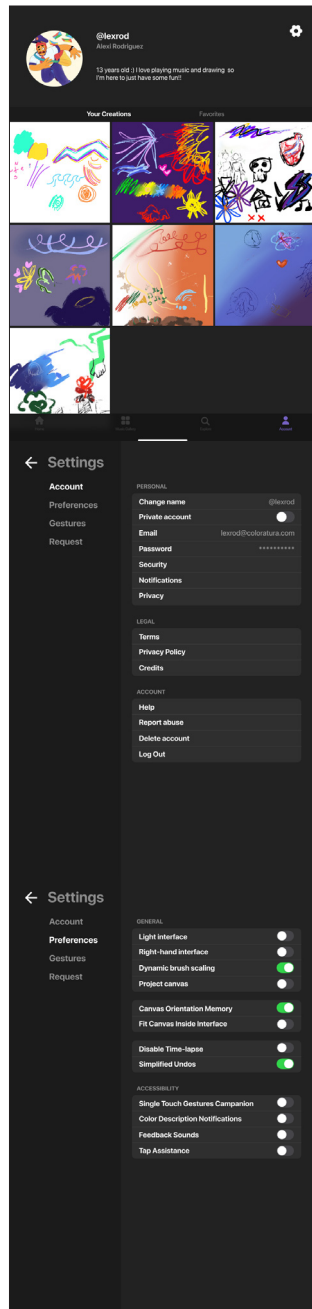 @lexrod
Alexi Rodriguez
13 years old :) I love playing music and drawing so
I'm here to just have some fun!!
Your Creations
Favorites
Account
Settings
Account
Preferences
Gestures
Request
PERSONAL
Change name @lexrod
Private account
Email lexrod@coloratura.com
Password **********
Security
Notifications
Privacy
LEGAL
Terms
Privacy Policy
Credits
ACCOUNT
Help
Report abuse
Delete account
Log Out
Settings
Account
Preferences
Gestures
Request
GENERAL
Light interface
Right-hand interface
Dynamic brush scaling
Project canvas
Canvas Orientation Memory
Fit Canvas Inside Interface
Disable Time-lapse
Simplified Undos
ACCESSIBILITY
Single Touch Gestures Companion
Color Description Notifications
Feedback Sounds
Tap Assistance